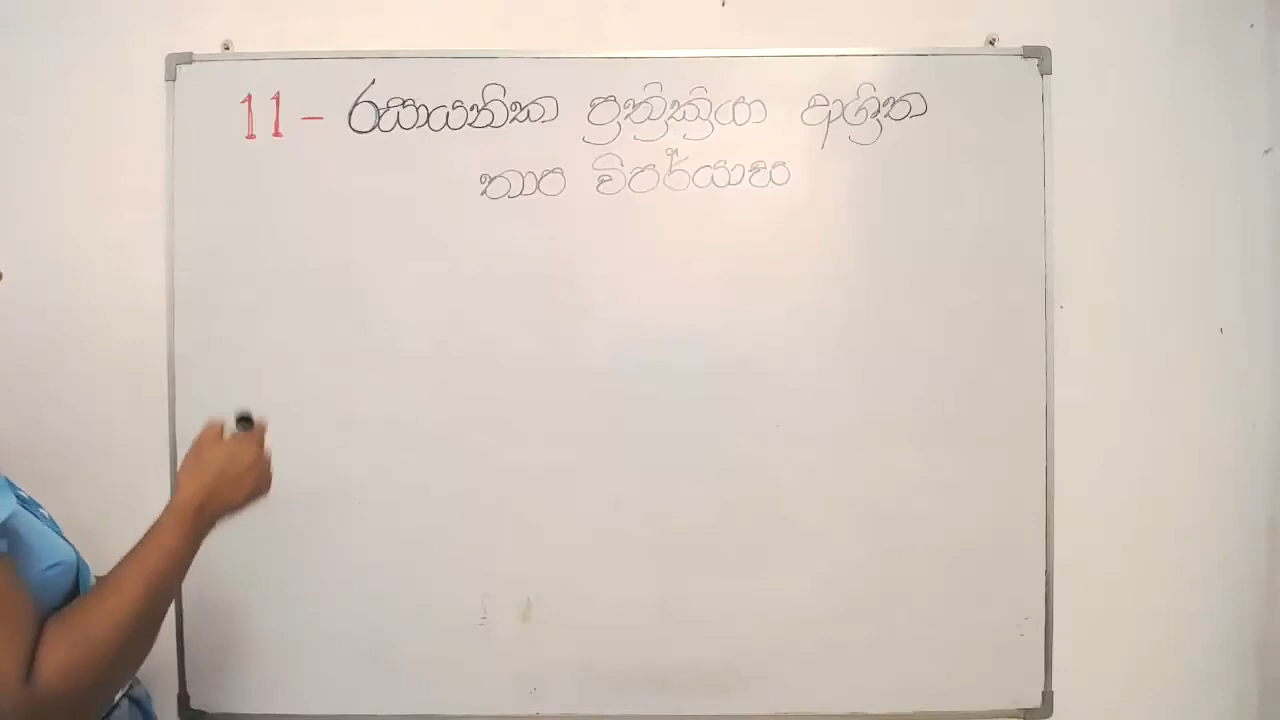 11 - රසායනික ප්‍රතික්‍රියා ආශ්‍රිත
තාප විපර්යාස